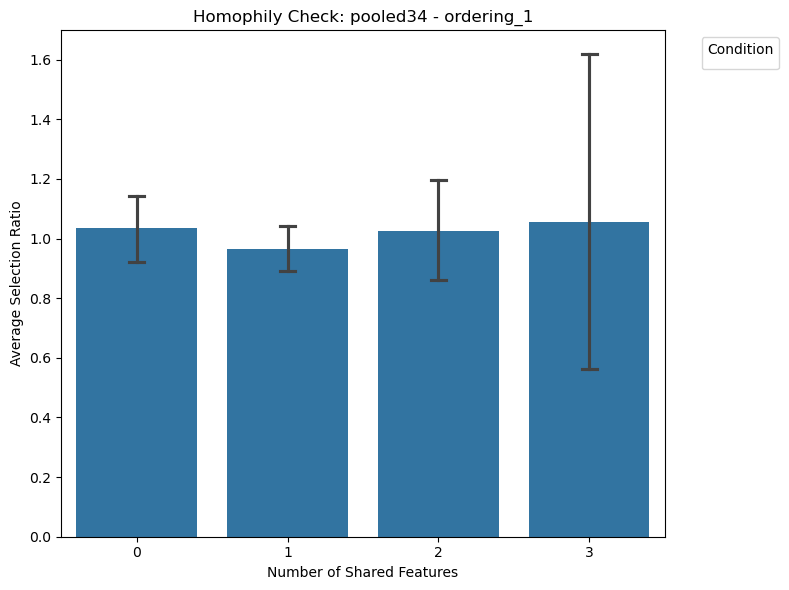 Homophily Check: pooled34 - ordering_1
Condition
Average Selection Ratio
1.6
1.4
1.2
1.0
0.8
0.6
0.4
0.2
0.0
0 1 2 3
Number of Shared Features